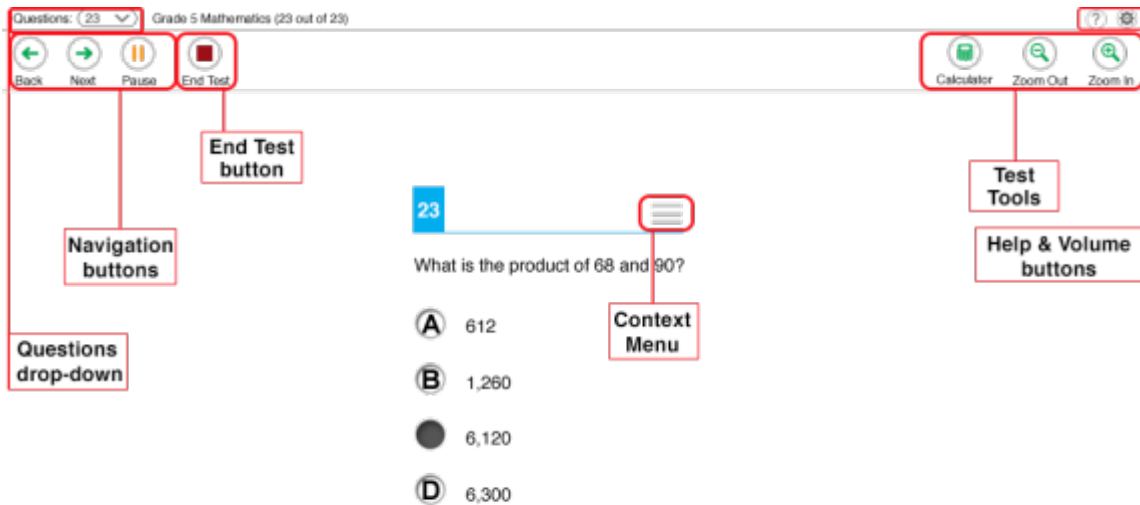 Questions: 23 Grade 5 Mathematics (23 out of 23)
?
Back Next Pause End Test Calculator Zoom Out Zoom In
End Test
button
Test
Tools
23
Navigation
buttons
Help & Volume
buttons
What is the product of 68 and 90?
A 612
Context
Menu
Questions
drop-down
B 1,260
6,120
D 6,300